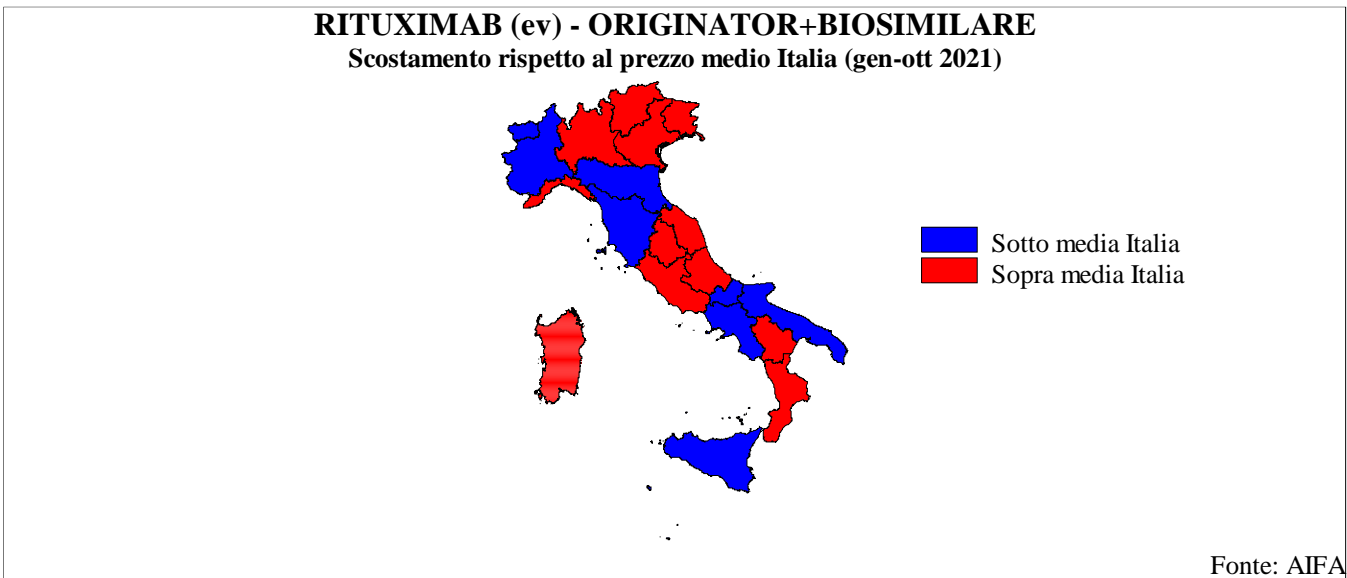 RITUXIMAB (ev) - ORIGINATOR+BIOSIMILARE
Scostamento rispetto al prezzo medio Italia (gen-ott 2021)
Sotto media Italia
Sopra media Italia
Fonte: AIFA